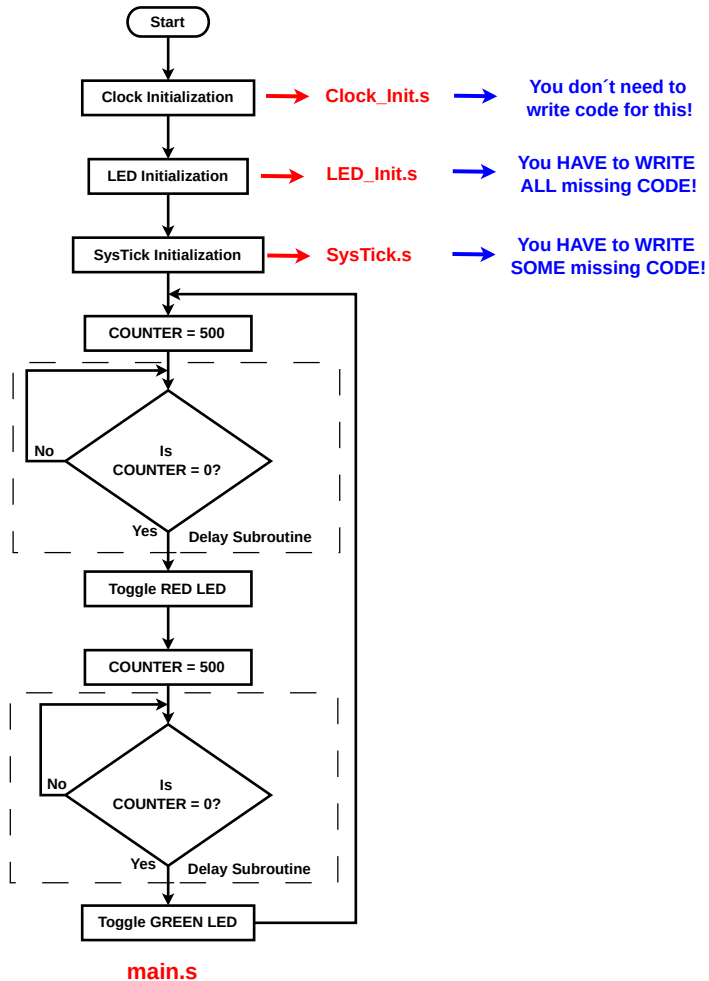 Start
Clock Initialization
Clock_Init.s
You don´t need to
write code for this!
LED Initialization
LED_Init.s
You HAVE to WRITE
ALL missing CODE!
SysTick Initialization
SysTick.s
You HAVE to WRITE
SOME missing CODE!
COUNTER = 500
Is
COUNTER = 0?
No
Yes
Delay Subroutine
Toggle RED LED
COUNTER = 500
Is
COUNTER = 0?
No
Yes
Delay Subroutine
Toggle GREEN LED
main.s